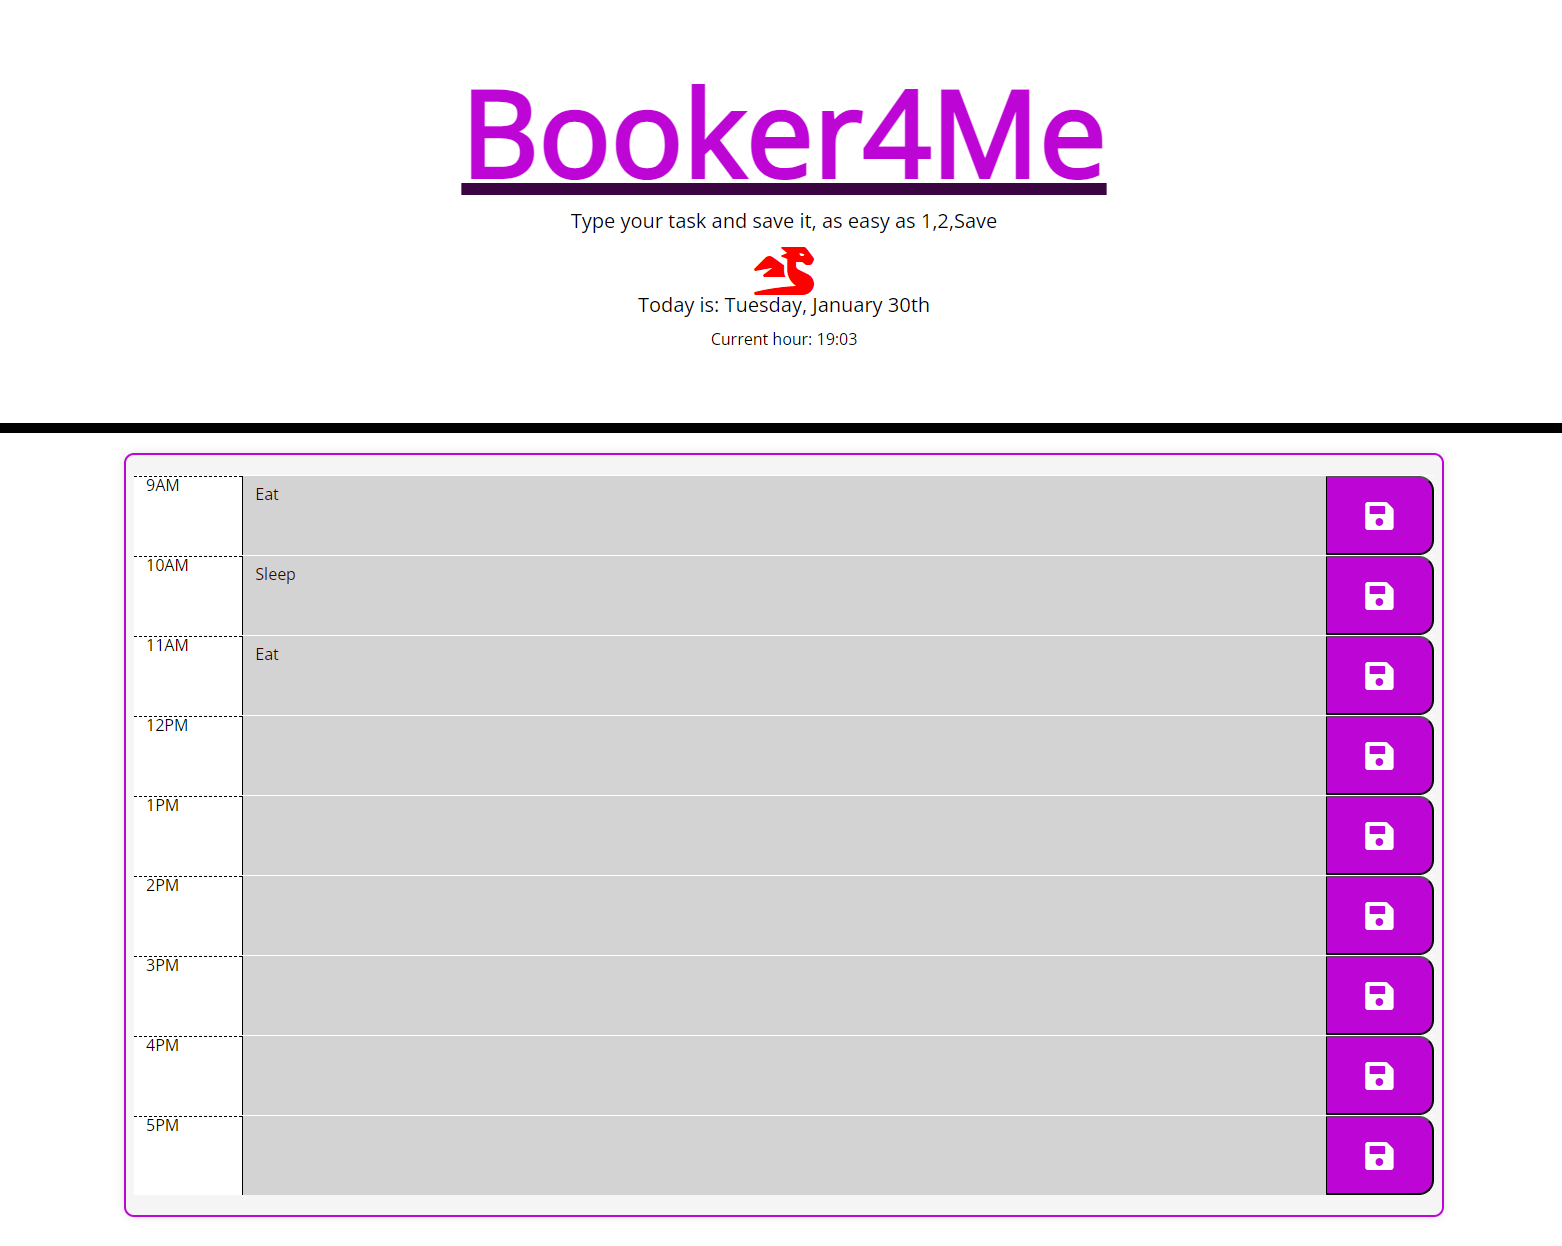 Booker4Me
Type your task and save it, as easy as 1,2,Save
Today is: Tuesday, January 30th
Current hour: 19:03
9AM
Eat
10AM
Sleep
11AM
Eat
12PM
1PM
2PM
3PM
4PM
5PM